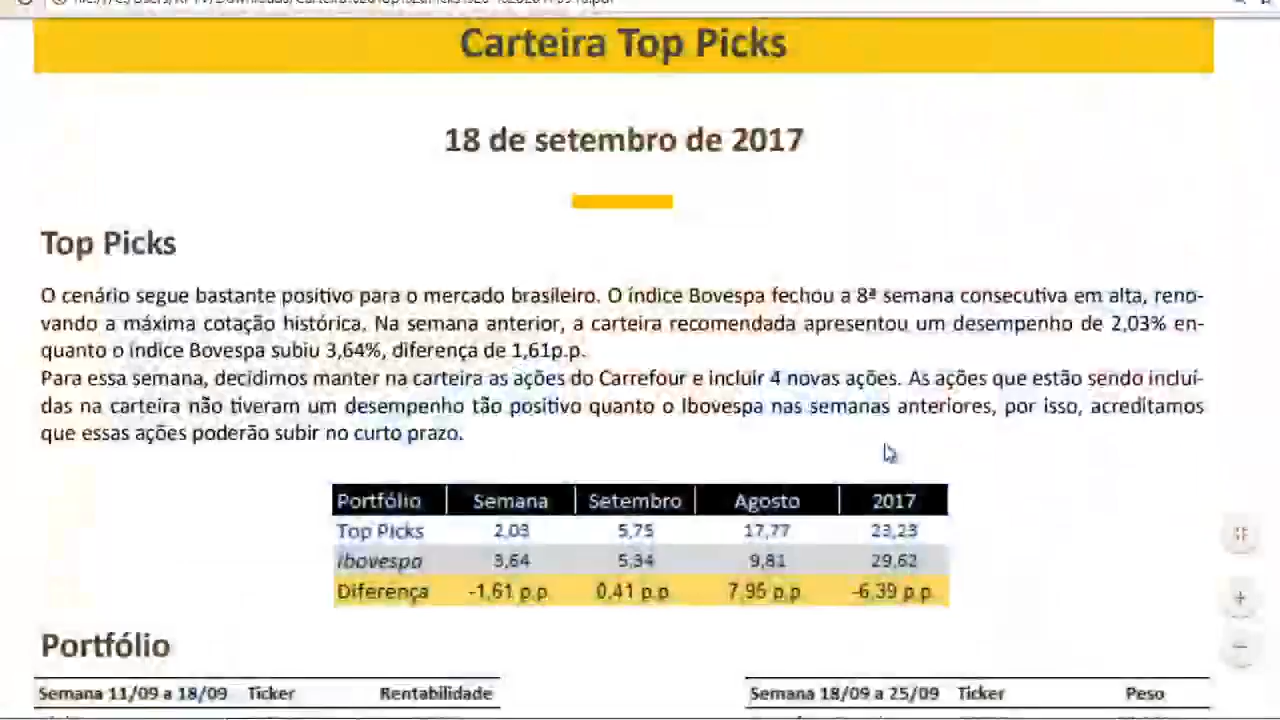 Carteira Top Picks
18 de setembro de 2017
Top Picks
O cenário segue bastante positivo para o mercado brasileiro. O índice Bovespa fechou a 8ª semana consecutiva em alta, reno-
vando a máxima cotação histórica. Na semana anterior, a carteira recomendada apresentou um desempenho de 2,03% en-
quanto o índice Bovespa subiu 3,64%, diferença de 1,61p.p.
Para essa semana, decidimos manter na carteira as ações do Carrefour e incluir 4 novas ações. As ações que estão sendo incluí-
das na carteira não tiveram um desempenho tão positivo quanto o Ibovespa nas semanas anteriores, por isso, acreditamos
que essas ações poderão subir no curto prazo.
Portfólio Semana Setembro Agosto 2017
Top Picks 2,03 5,75 17,77 23,23
Ibovespa 3,64 5,34 9,81 29,62
Diferença -1,61 p.p 0,41 p.p 7,95 p.p -6,39 p.p
Portfólio
Semana 11/09 a 18/09 Ticker Rentabilidade
Semana 18/09 a 25/09 Ticker Peso